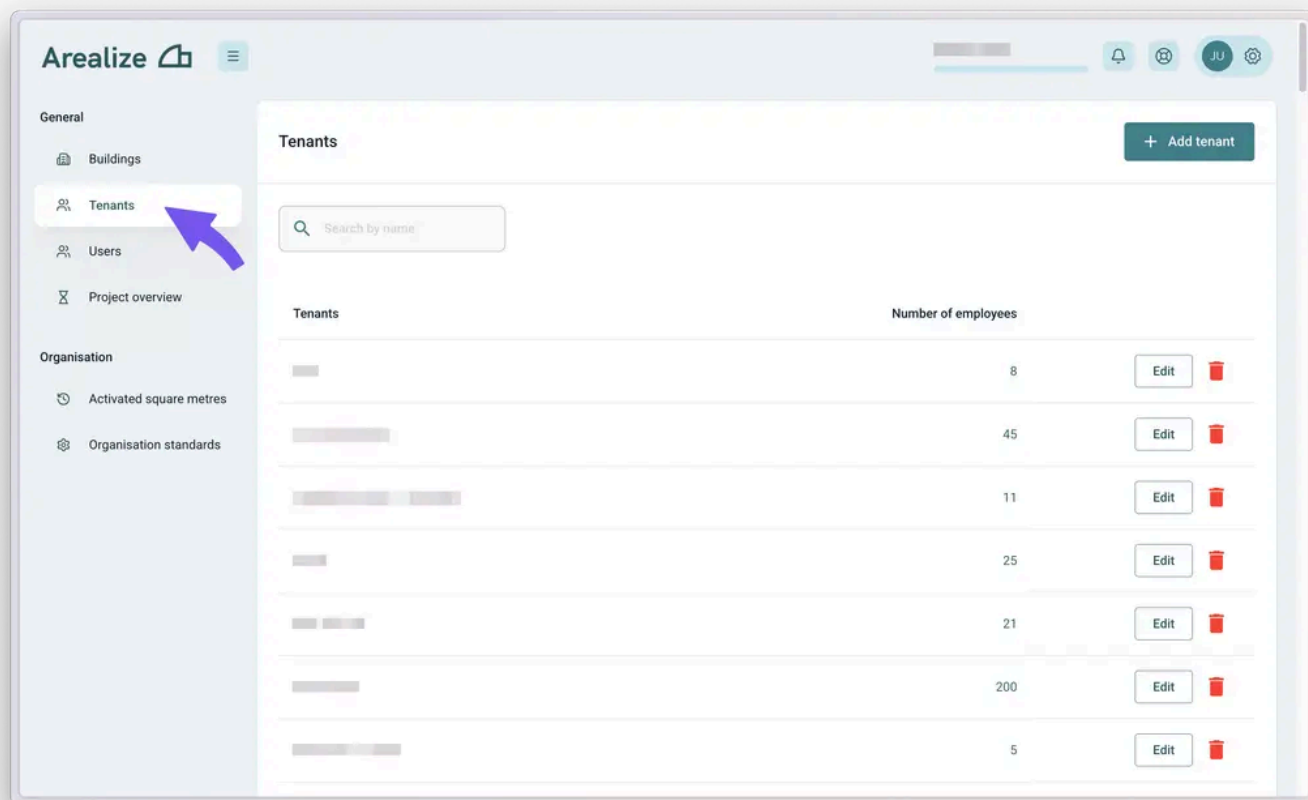 Arealize
JU
General
Buildings
Tenants
Users
Project overview
Organisation
Activated square metres
Organisation standards
Tenants
+ Add tenant
Search by name
Tenants Number of employees
8 Edit
45 Edit
11 Edit
25 Edit
21 Edit
200 Edit
5 Edit